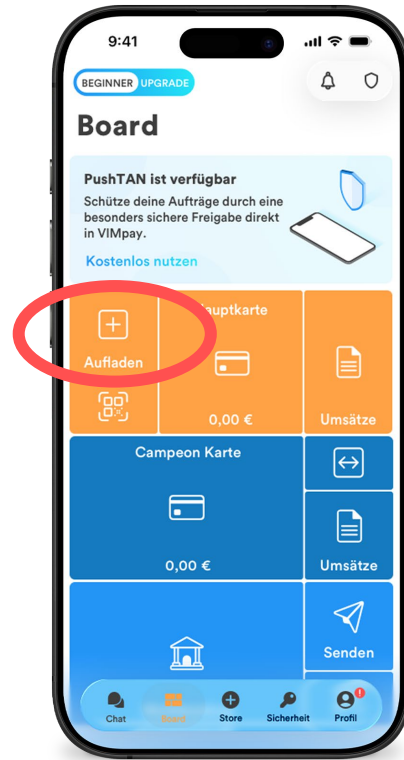 9:41
BEGINNER UPGRADE
Board
PushTAN ist verfügbar
Schütze deine Aufträge durch eine
besonders sichere Freigabe direkt
in VIMpay.
Kostenlos nutzen
Aufladen
0,00 €
Umsätze
Campeon Karte
0,00 €
Umsätze
Senden
Chat
Board
Store
Sicherheit
Profil